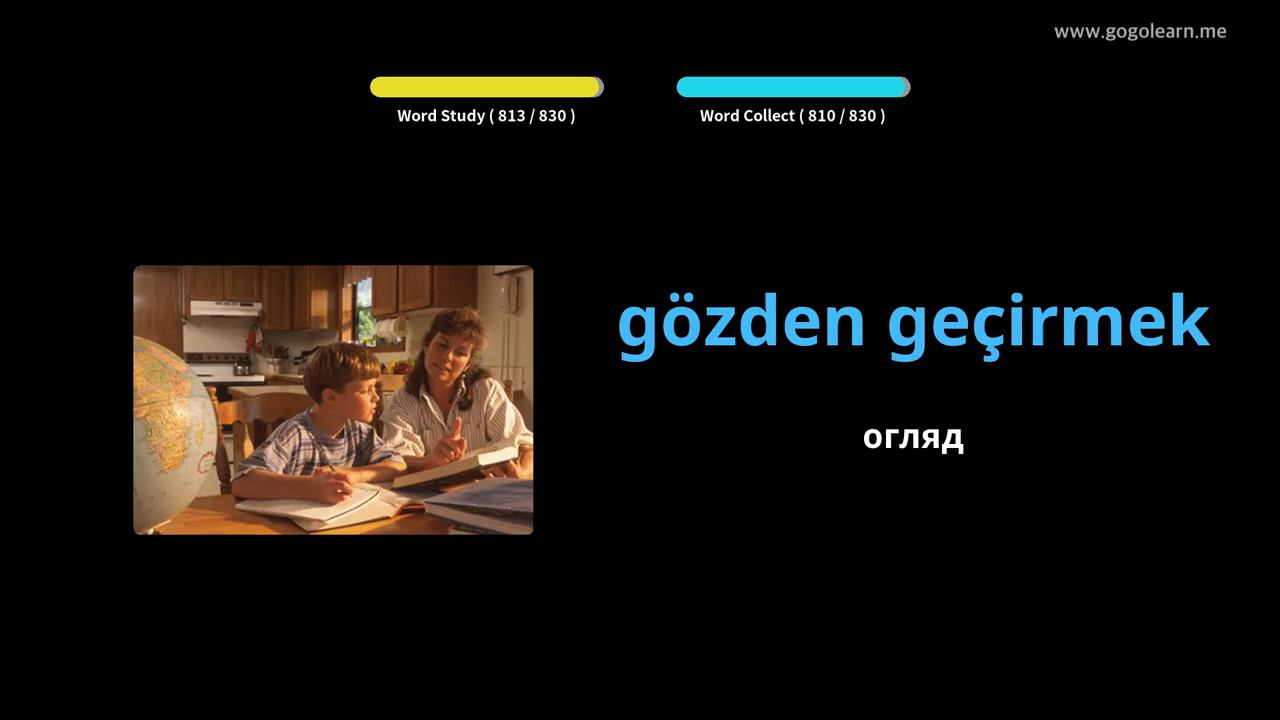 www.gogolearn.me
Word Study ( 813 / 830 )
Word Collect ( 810 / 830 )
gözden geçirmek
огляд